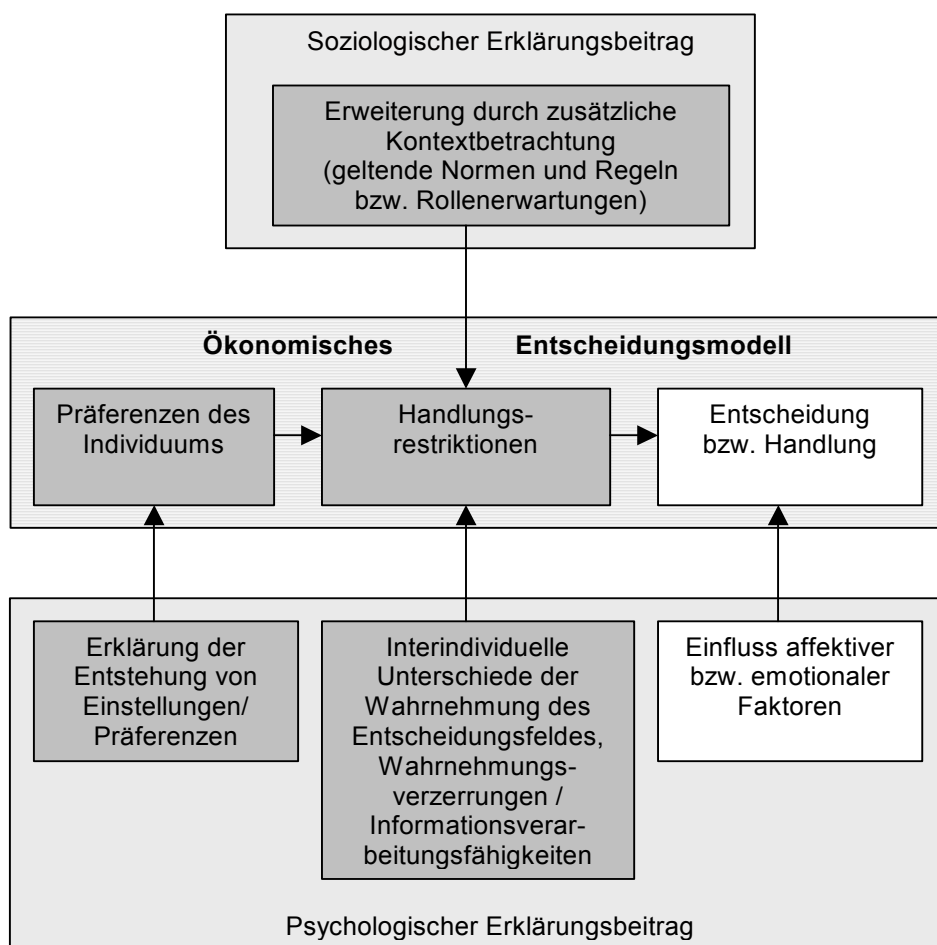 Soziologischer Erklärungsbeitrag
Erweiterung durch zusätzliche
Kontextbetrachtung
(geltende Normen und Regeln
bzw. Rollenerwartungen)
Ökonomisches Entscheidungsmodell
Präferenzen des
Individuums
Handlungs-
restriktionen
Entscheidung
bzw. Handlung
Erklärung der
Entstehung von
Einstellungen/
Präferenzen
Interindividuelle
Unterschiede der
Wahrnehmung des
Entscheidungsfeldes,
Wahrnehmungs-
verzerrungen /
Informationsverar-
beitungsfähigkeiten
Einfluss affektiver
bzw. emotionaler
Faktoren
Psychologischer Erklärungsbeitrag